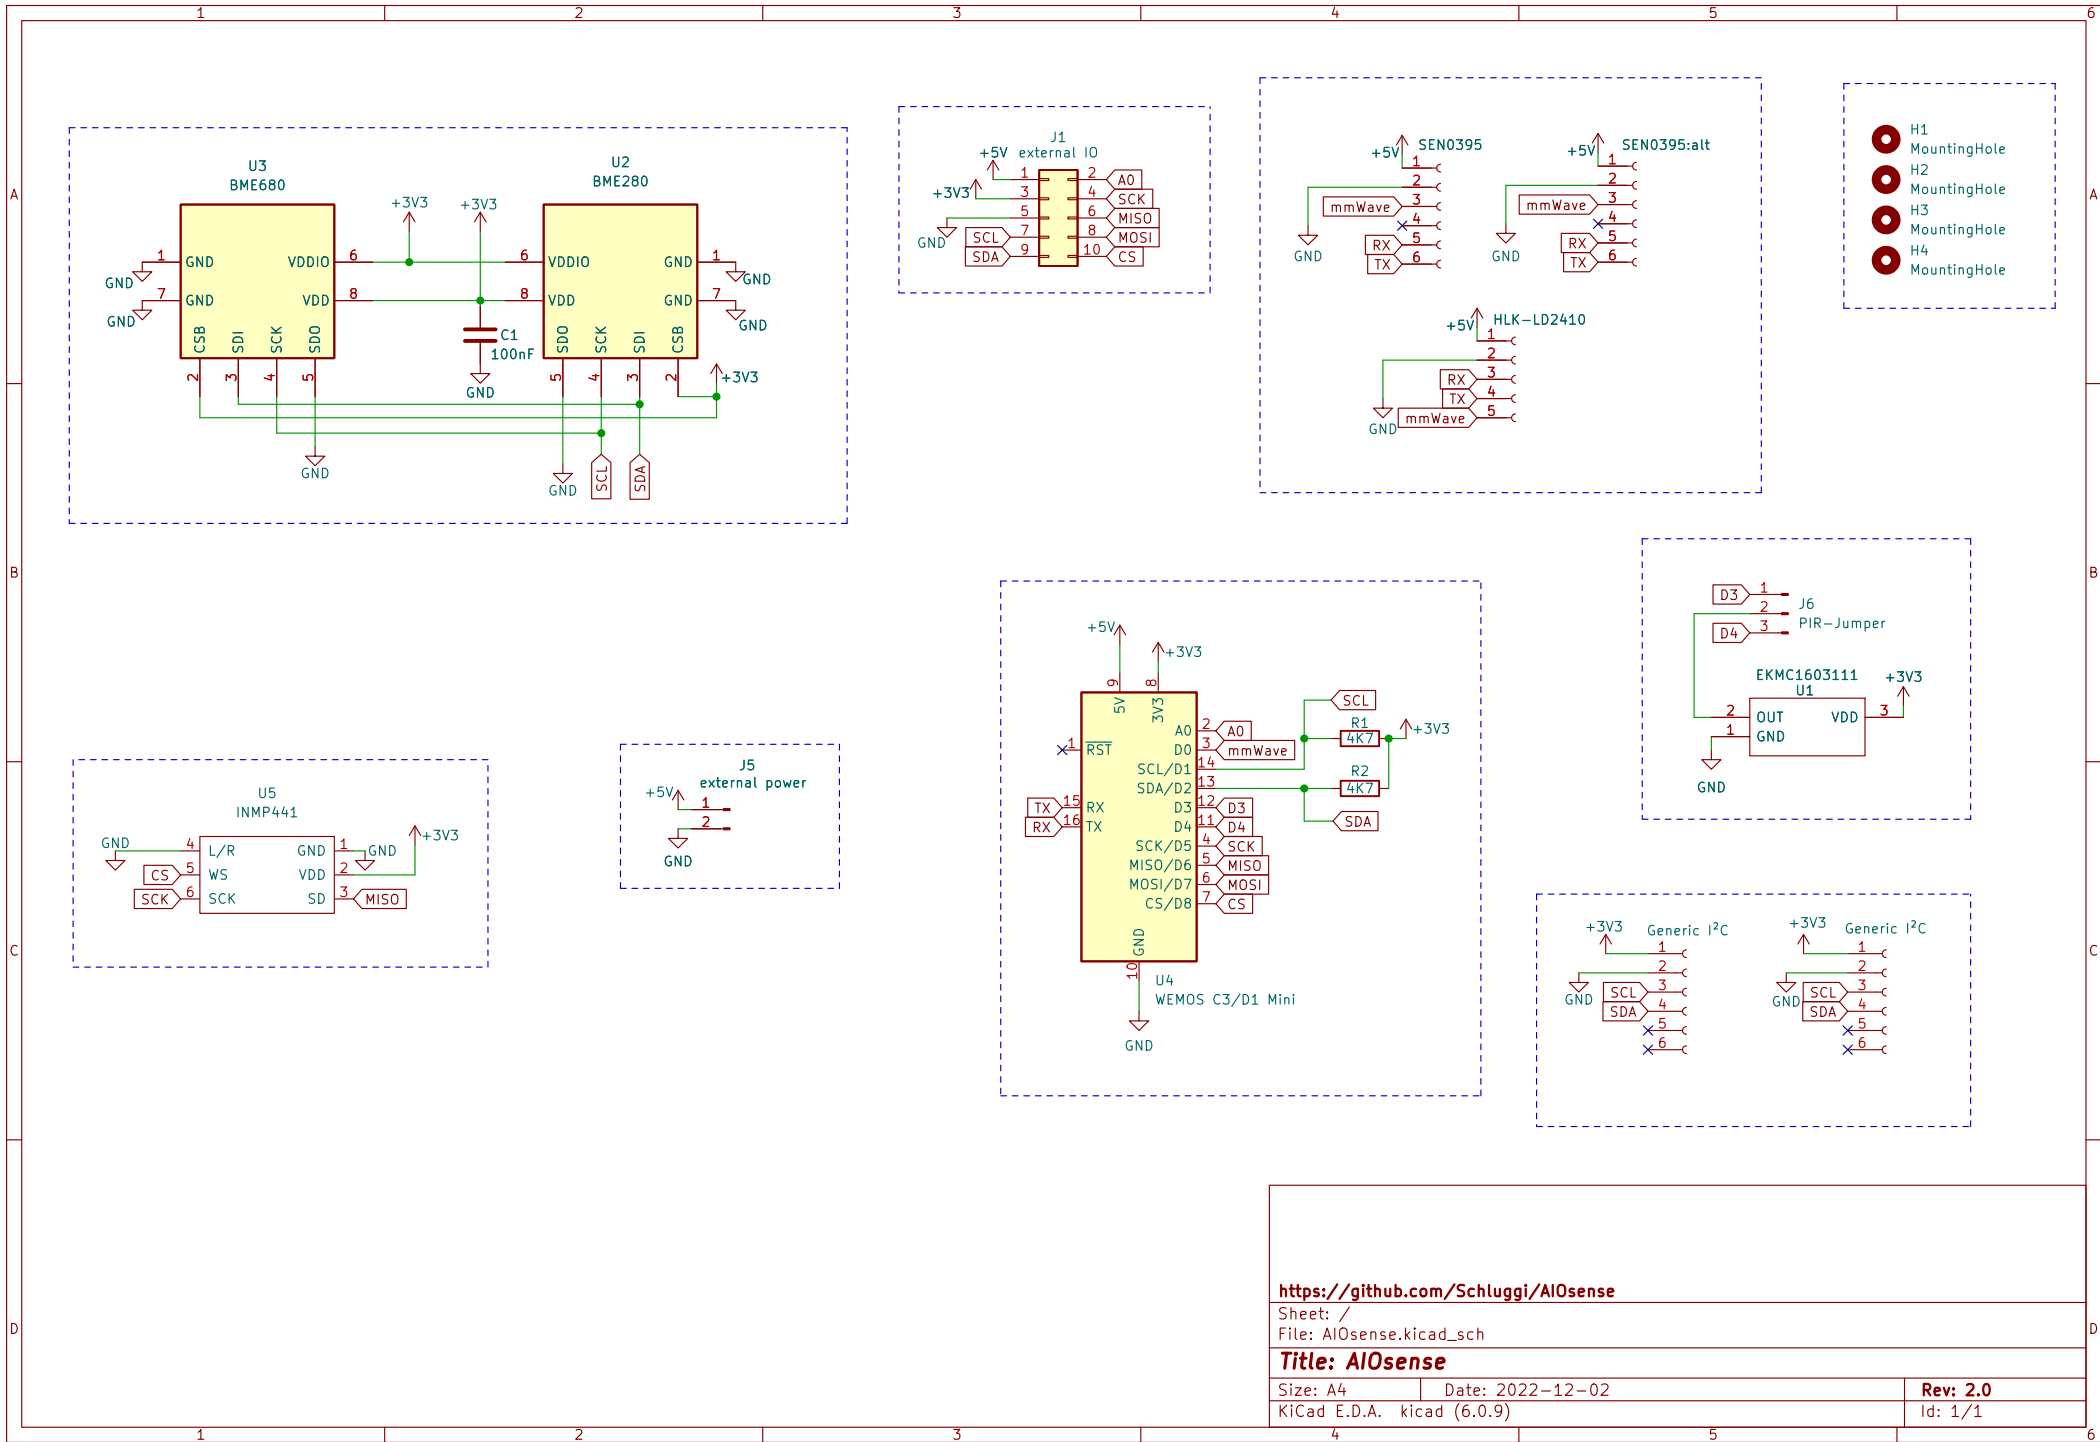 1 2 3 4 5 6
A
B
C
D
A
B
C
D
1 2 3 4 5 6
U3
BME680
U2
BME280
+3V3
+3V3
1 GND
GND
7 GND
GND
VDDIO 6
VDD 8
CSB SDI SCK SDO
2 3 4 5
6 VDDIO
8 VDD
GND 1
GND
GND 7
GND
SDO SCK SDI CSB
5 4 3 2
C1
100nF
GND
+3V3
GND
GND
SCL
SDA
J1
external IO
+5V
+3V3
GND
1 2 A0
3 4 SCK
5 6 MISO
SCL 7 8 MOSI
SDA 9 10 CS
SEN0395
+5V
1
2
mmWave 3
4
RX 5
TX 6
GND
SEN0395:alt
+5V
1
2
mmWave 3
4
RX 5
TX 6
GND
HLK-LD2410
+5V
1
2
RX 3
TX 4
mmWave 5
GND
H1
MountingHole
H2
MountingHole
H3
MountingHole
H4
MountingHole
D3 1
2
D4 3
J6
PIR-Jumper
EKMC1603111
U1
+3V3
2 OUT
1 GND
VDD 3
GND
+5V
+3V3
9 8
5V 3V3
1 RST
TX 15 RX
RX 16 TX
A0 2 A0
D0 3 mmWave
SCL/D1 14
SDA/D2 13
D3 12 D3
D4 11 D4
SCK/D5 4 SCK
MISO/D6 5 MISO
MOSI/D7 6 MOSI
CS/D8 7 CS
GND
10
GND
U4
WEMOS C3/D1 Mini
SCL
R1
4K7
+3V3
R2
4K7
SDA
U5
INMP441
GND
4 L/R
CS 5 WS
SCK 6 SCK
GND 1 GND
VDD 2
SD 3 MISO
+3V3
J5
external power
+5V
1
2
GND
+3V3
Generic I²C
1
2
GND
SCL 3
SDA 4
5
6
+3V3
Generic I²C
1
2
GND
SCL 3
SDA 4
5
6
https://github.com/Schluggi/AIOsense
Sheet: /
File: AIOsense.kicad_sch
Title: AIOsense
Size: A4 Date: 2022-12-02 Rev: 2.0
KiCad E.D.A. kicad (6.0.9) Id: 1/1